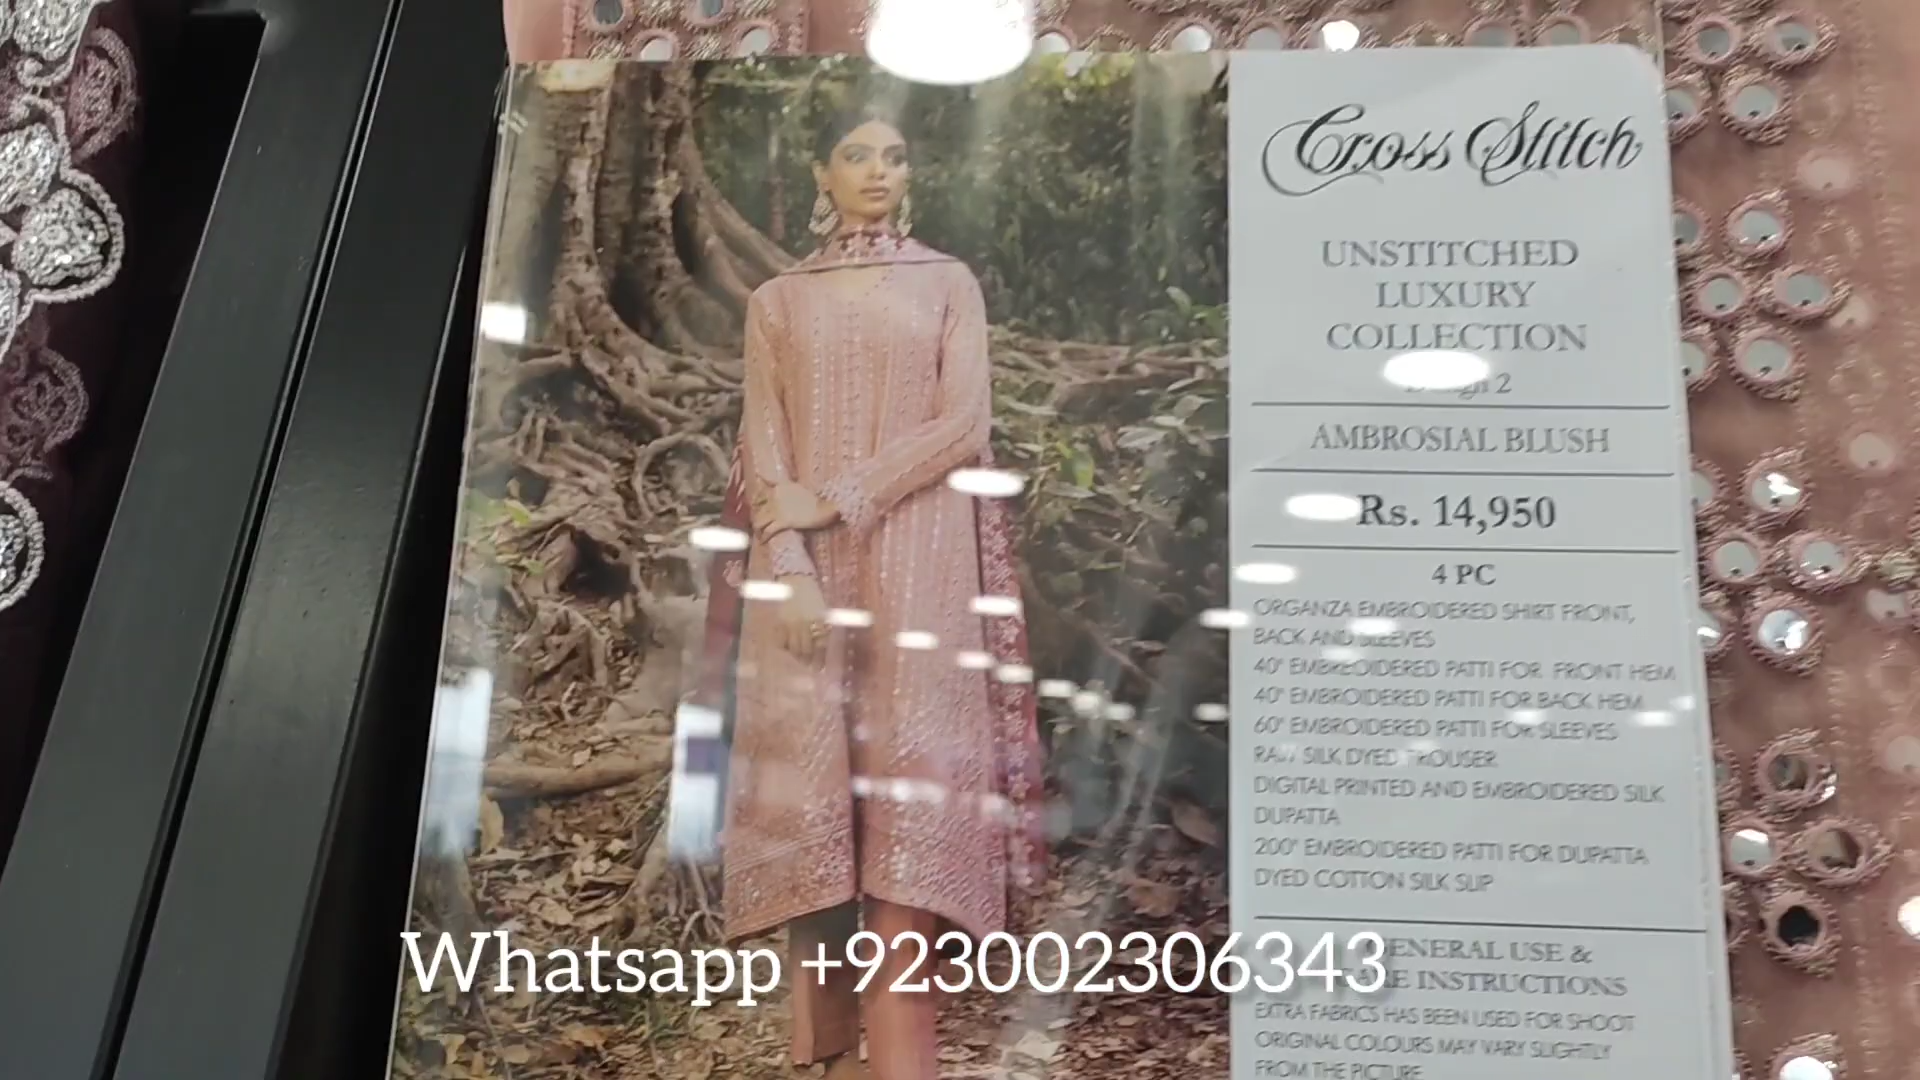 Cross Stitch
UNSTITCHED
LUXURY
COLLECTION
2
AMBROSIAL BLUSH
Rs. 14,950
4 PC
ORGANZA EMBROIDERED SHIRT FRONT,
BACK AND SLEEVES
40" EMBREOIDERED PATTI FOR FRONT HEM
40" EMBROIDERED PATTI FOR BACK HEM
60" EMBROIDERED PATTI FOR SLEEVES
RAW SILK DYED TROUSER
DIGITAL PRINTED AND EMBROIDERED SILK
DUPATTA
200" EMBROIDERED PATTI FOR DUPATTA
DYED COTTON SILK SLIP
GENERAL USE &
INSTRUCTIONS
EXTRA FABRICS HAS BEEN USED FOR SHOOT
ORIGINAL COLOURS MAY VARY SLIGHTLY
FROM THE PICTURE
Whatsapp +923002306343